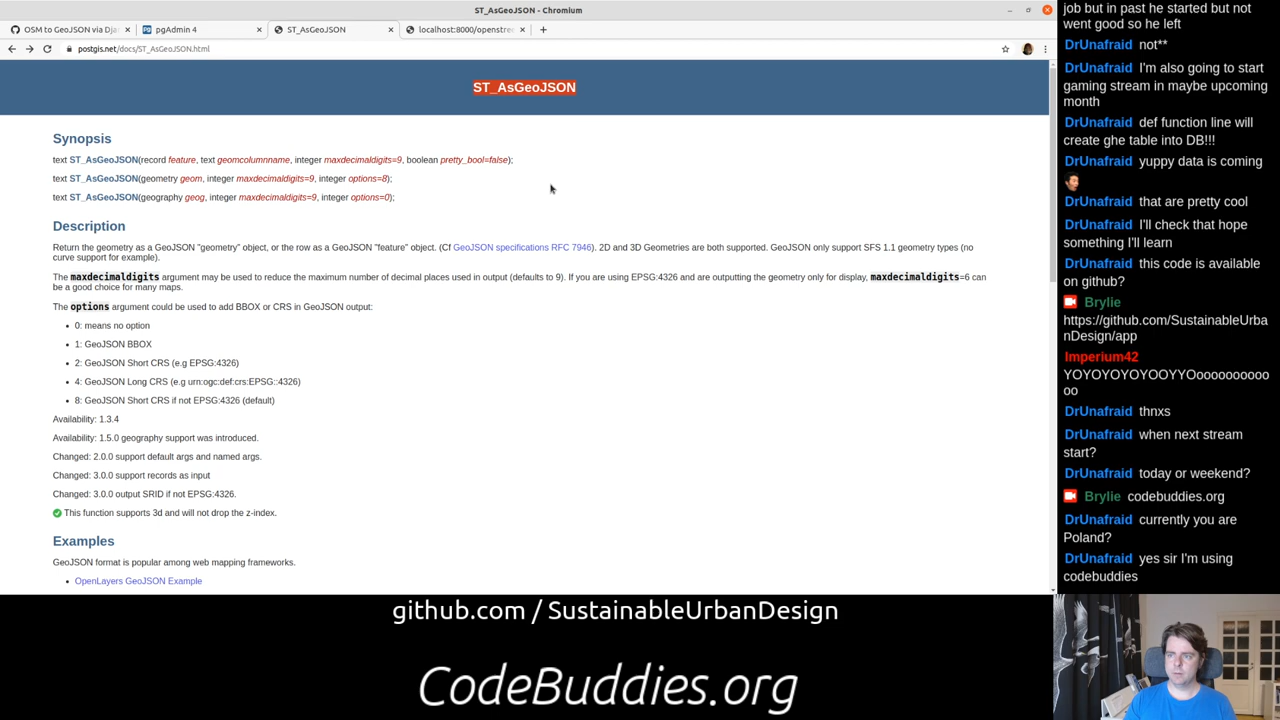 ST_AsGeoJSON - Chromium
OSM to GeoJSON via Dja
pgAdmin 4
ST_AsGeoJSON
localhost:8000/openstre
postgis.net/docs/ST_AsGeoJSON.html
ST_AsGeoJSON
Synopsis
text ST_AsGeoJSON(record feature, text geomcolumnname, integer maxdecimaldigits=9, boolean pretty_bool=false);
text ST_AsGeoJSON(geometry geom, integer maxdecimaldigits=9, integer options=8);
text ST_AsGeoJSON(geography geog, integer maxdecimaldigits=9, integer options=0);
Description
Return the geometry as a GeoJSON "geometry" object, or the row as a GeoJSON "feature" object. (Cf GeoJSON specifications RFC 7946). 2D and 3D Geometries are both supported. GeoJSON only support SFS 1.1 geometry types (no
curve support for example).
The maxdecimaldigits argument may be used to reduce the maximum number of decimal places used in output (defaults to 9). If you are using EPSG:4326 and are outputting the geometry only for display, maxdecimaldigits=6 can
be a good choice for many maps.
The options argument could be used to add BBOX or CRS in GeoJSON output:
• 0: means no option
• 1: GeoJSON BBOX
• 2: GeoJSON Short CRS (e.g EPSG:4326)
• 4: GeoJSON Long CRS (e.g urn:ogc:def:crs:EPSG::4326)
• 8: GeoJSON Short CRS if not EPSG:4326 (default)
Availability: 1.3.4
Availability: 1.5.0 geography support was introduced.
Changed: 2.0.0 support default args and named args.
Changed: 3.0.0 support records as input
Changed: 3.0.0 output SRID if not EPSG:4326.
This function supports 3d and will not drop the z-index.
Examples
GeoJSON format is popular among web mapping frameworks.
• OpenLayers GeoJSON Example
job but in past he started but not
went good so he left
DrUnafraid not**
DrUnafraid I'm also going to start
gaming stream in maybe upcoming
month
DrUnafraid def function line will
create ghe table into DB!!!
DrUnafraid yuppy data is coming
DrUnafraid that are pretty cool
DrUnafraid I'll check that hope
something I'll learn
DrUnafraid this code is available
on github?
Brylie
https://github.com/SustainableUrba
nDesign/app
Imperium42
YOYOYOYOYOOYYOoooooooooo
oo
DrUnafraid thnxs
DrUnafraid when next stream
start?
DrUnafraid today or weekend?
Brylie codebuddies.org
DrUnafraid currently you are
Poland?
DrUnafraid yes sir I'm using
codebuddies
github.com / SustainableUrbanDesign
CodeBuddies.org